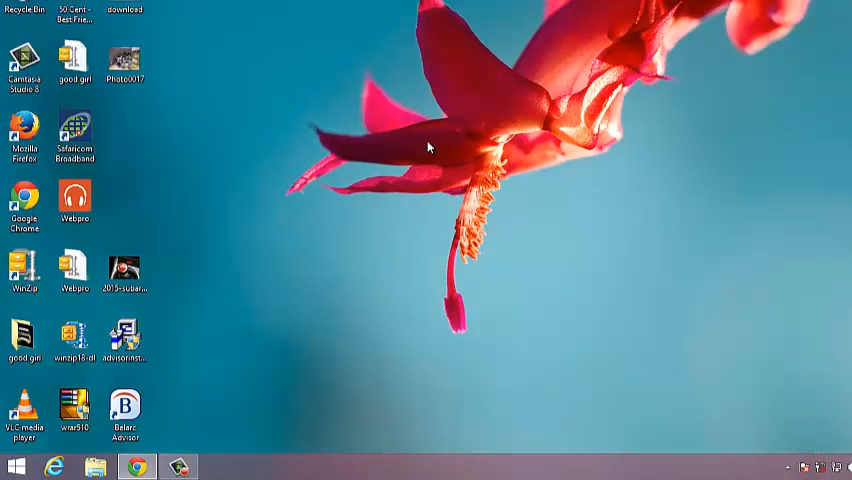 Recycle Bin
50 Cent -
Best Frie...
download
Camtasia
Studio 8
good girl
Photo0017
Mozilla
Firefox
Safaricom
Broadband
Google
Chrome
Webpro
WinZip
Webpro
2015-subar...
good girl
winzip18-dl
advisorinst...
VLC media
player
wrar510
Belarc
Advisor